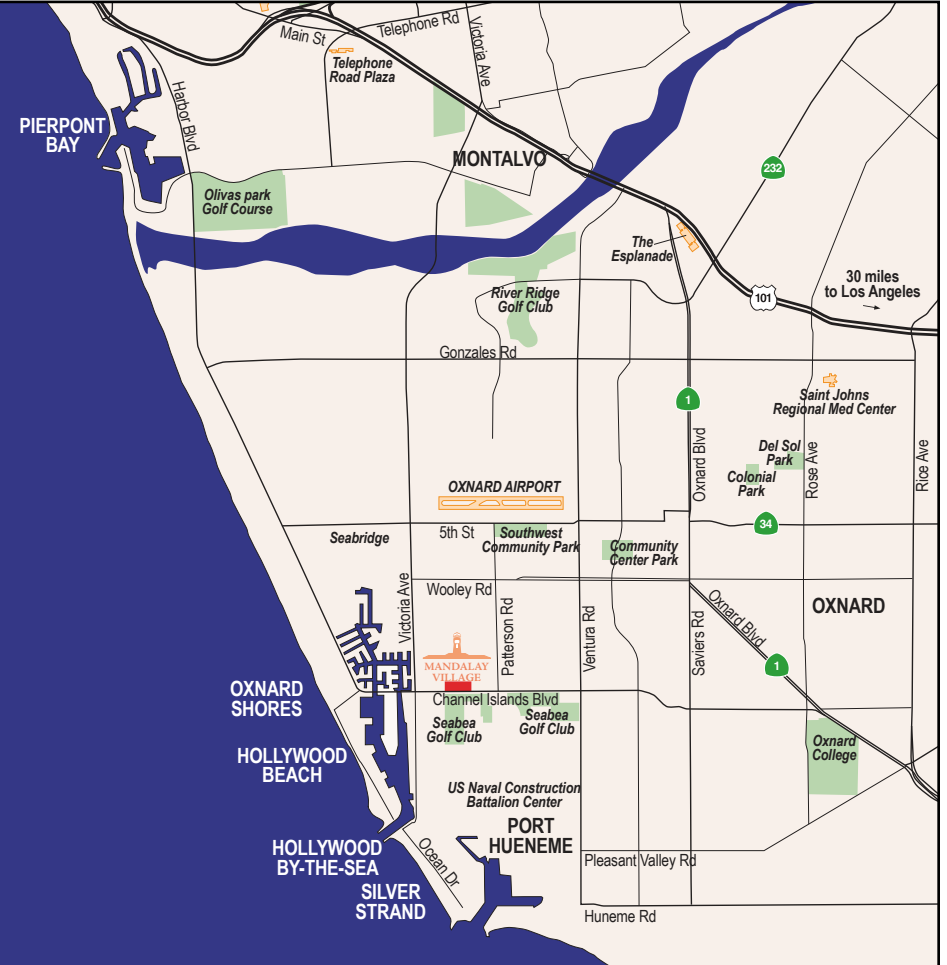 Main St
Telephone Rd
Victoria Ave
Telephone
Road Plaza
Harbor Blvd
PIERPONT
BAY
MONTALVO
232
Olivas park
Golf Course
The
Esplanade
30 miles
to Los Angeles
101
River Ridge
Golf Club
Gonzales Rd
1
Saint Johns
Regional Med Center
Oxnard Blvd
Del Sol
Park
Rose Ave
Rice Ave
Colonial
Park
OXNARD AIRPORT
34
Seabridge
5th St
Southwest
Community Park
Community
Center Park
Victoria Ave
Wooley Rd
Patterson Rd
Ventura Rd
Saviers Rd
Oxnard Blvd
OXNARD
1
MANDALAY
VILLAGE
OXNARD
SHORES
Channel Islands Blvd
Seabea
Golf Club
Seabea
Golf Club
Oxnard
College
HOLLYWOOD
BEACH
US Naval Construction
Battalion Center
PORT
HUENEME
HOLLYWOOD
BY-THE-SEA
Ocean Dr
Pleasant Valley Rd
SILVER
STRAND
Huneme Rd